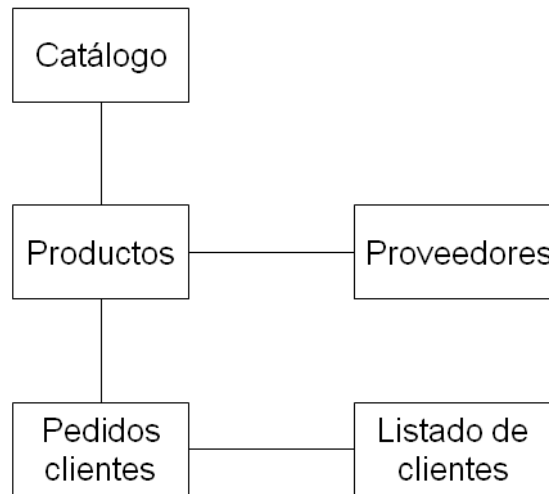 Catálogo
Productos
Proveedores
Pedidos
clientes
Listado de
clientes